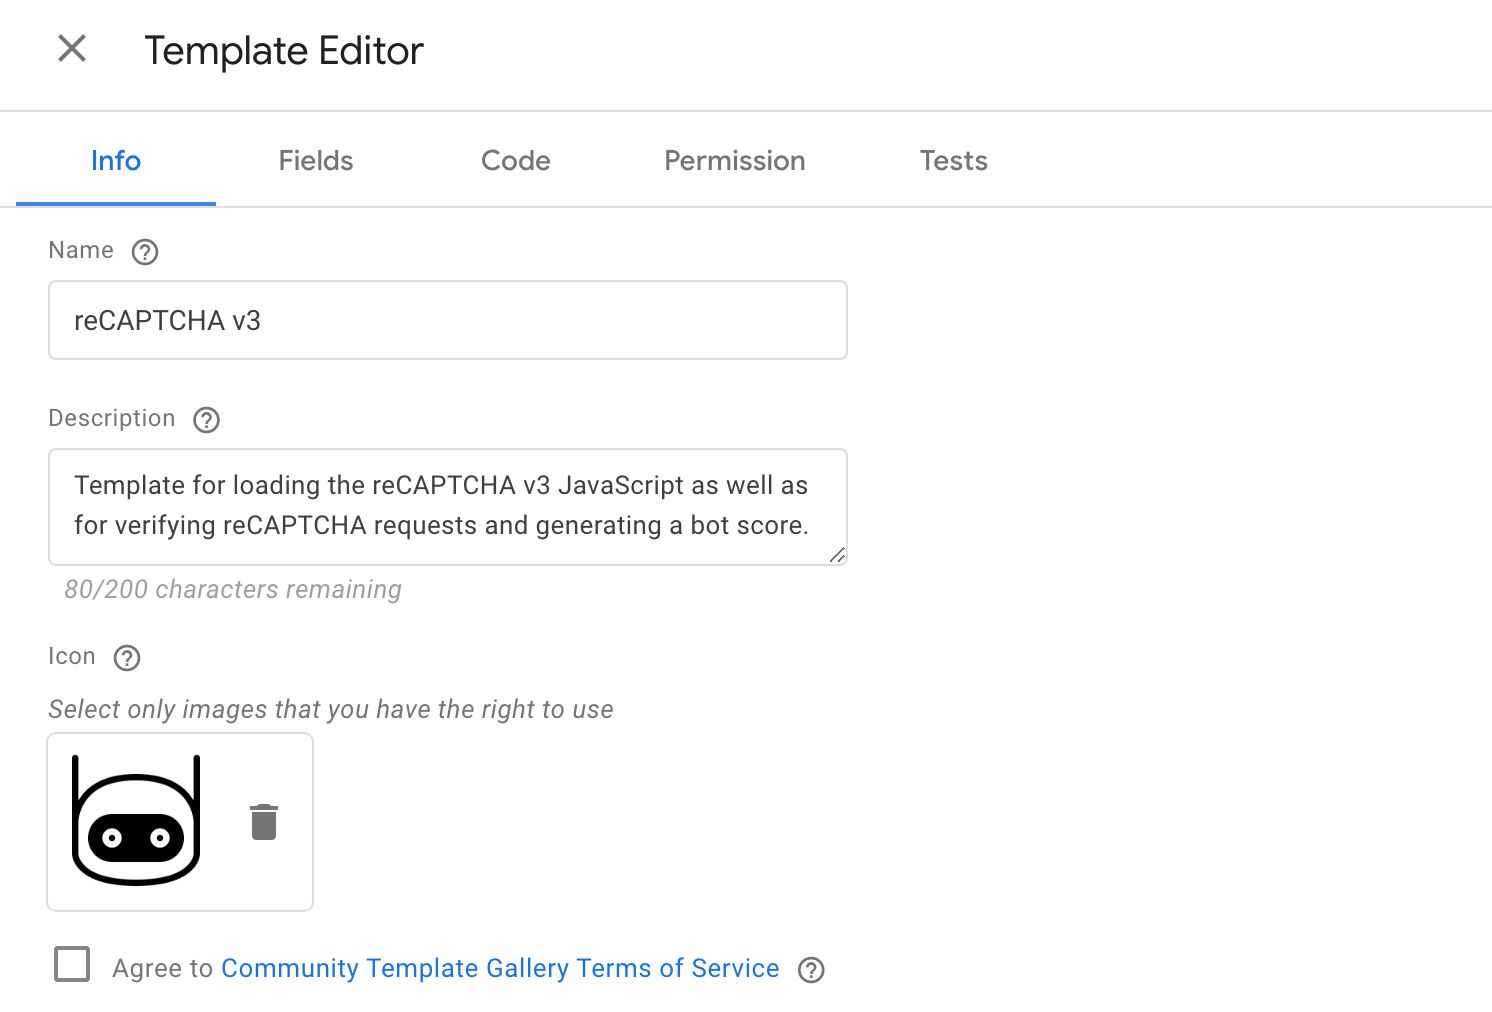 Template Editor
Info Fields Code Permission Tests
Name
reCAPTCHA v3
Description
Template for loading the reCAPTCHA v3 JavaScript as well as
for verifying reCAPTCHA requests and generating a bot score.
80/200 characters remaining
Icon
Select only images that you have the right to use
Agree to Community Template Gallery Terms of Service